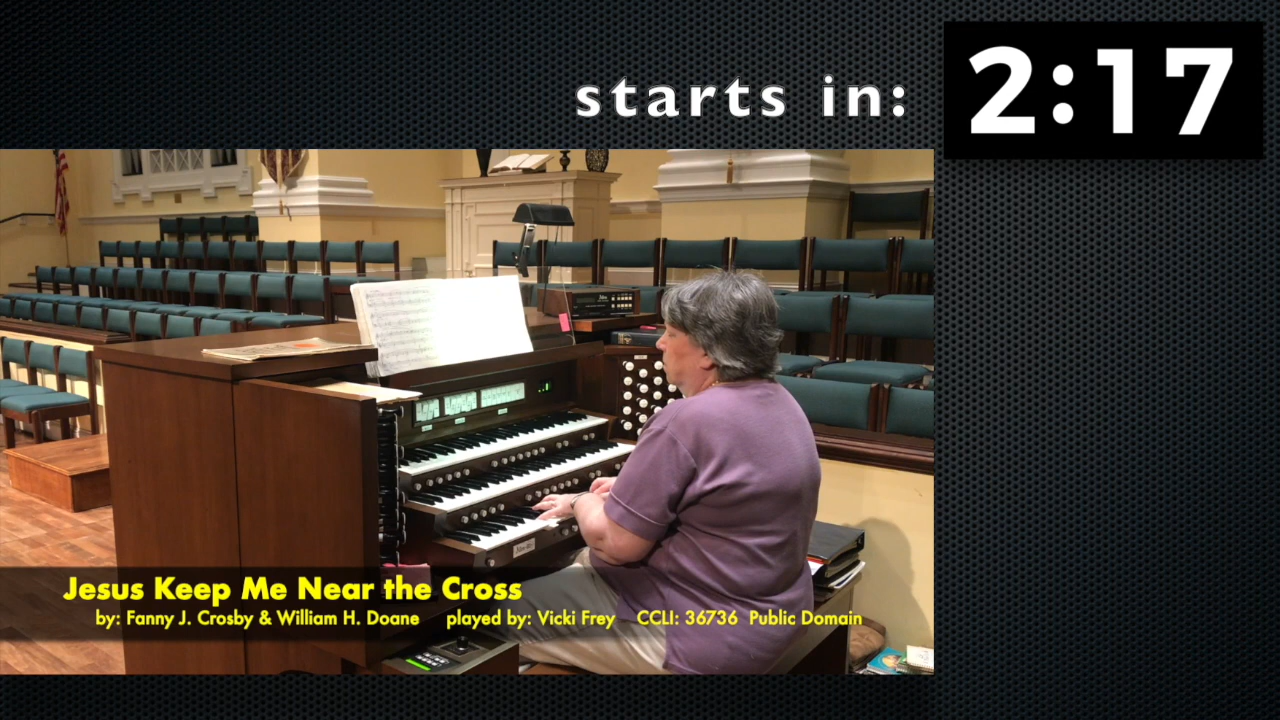 starts in: 2:17
Jesus Keep Me Near the Cross
by: Fanny J. Crosby & William H. Doane played by: Vicki Frey CCLI: 36736 Public Domain